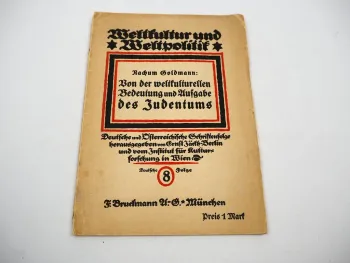 Weltkultur und
* Weltpolitik *
Nachum Goldmann:
Von der weltkulturellen
Bedeutung und Aufgabe
des Judentums
Deutsche und Österreichische Schriftenfolge
herausgegeben von Ernst Jäckh-Berlin
und vom Institut für Kultur-
forschung in Wien
Deutsche 8 Folge
F. Bruckmann A.-G. * München
Preis 1 Mark